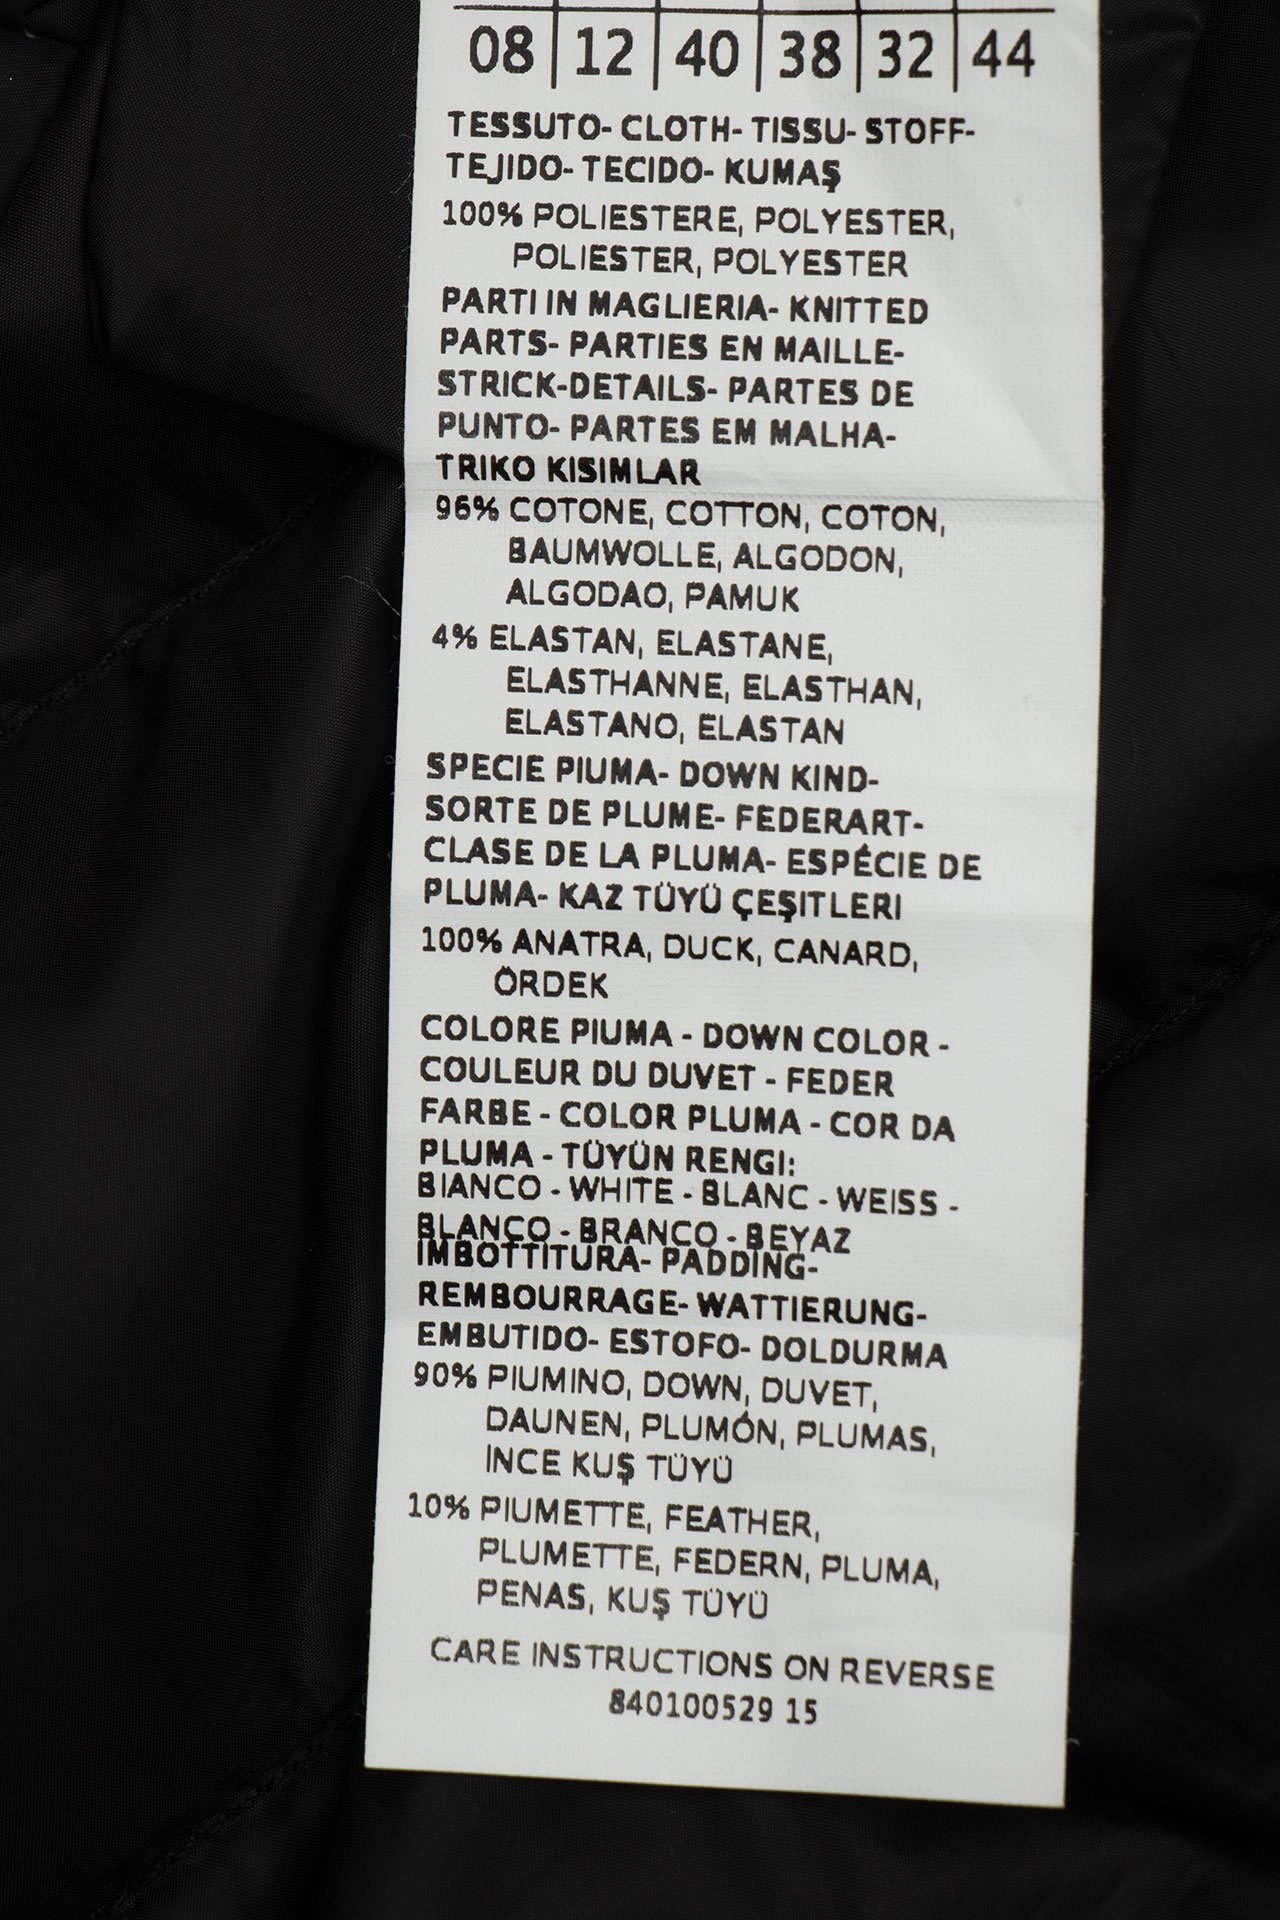 08 12 40 38 32 44
TESSUTO- CLOTH- TISSU- STOFF-
TEJIDO- TECIDO- KUMAŞ
100% POLIESTERE, POLYESTER,
POLIESTER, POLYESTER
PARTI IN MAGLIERIA- KNITTED
PARTS- PARTIES EN MAILLE-
STRICK-DETAILS- PARTES DE
PUNTO- PARTES EM MALHA-
TRIKO KISIMLAR
96% COTONE, COTTON, COTON,
BAUMWOLLE, ALGODON,
ALGODAO, PAMUK
4% ELASTAN, ELASTANE,
ELASTHANNE, ELASTHAN,
ELASTANO, ELASTAN
SPECIE PIUMA- DOWN KIND-
SORTE DE PLUME- FEDERART-
CLASE DE LA PLUMA- ESPÉCIE DE
PLUMA- KAZ TÜYÜ ÇEŞITLERI
100% ANATRA, DUCK, CANARD,
ÖRDEK
COLORE PIUMA - DOWN COLOR -
COULEUR DU DUVET - FEDER
FARBE - COLOR PLUMA - COR DA
PLUMA - TÜYÜN RENGI:
BIANCO - WHITE - BLANC - WEISS -
BLANCO - BRANCO - BEYAZ
IMBOTTITURA- PADDING-
REMBOURRAGE- WATTIERUNG-
EMBUTIDO- ESTOFO- DOLDURMA
90% PIUMINO, DOWN, DUVET,
DAUNEN, PLUMÓN, PLUMAS,
İNCE KUŞ TÜYÜ
10% PIUMETTE, FEATHER,
PLUMETTE, FEDERN, PLUMA,
PENAS, KUŞ TÜYÜ
CARE INSTRUCTIONS ON REVERSE
840100529 15